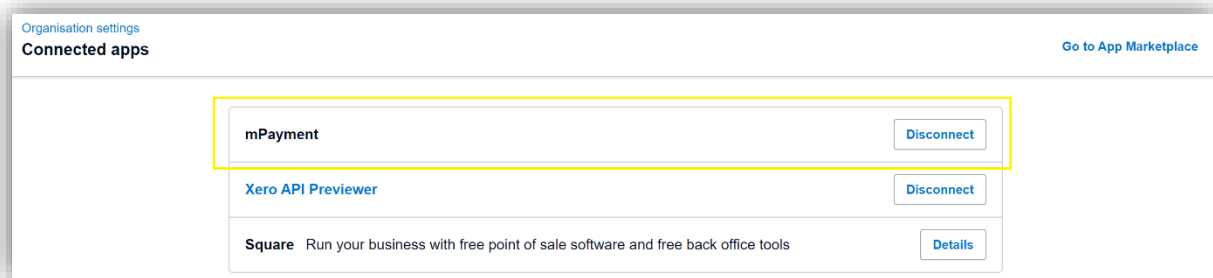 Organisation settings
Connected apps
Go to App Marketplace
mPayment Disconnect
Xero API Previewer Disconnect
Square Run your business with free point of sale software and free back office tools Details